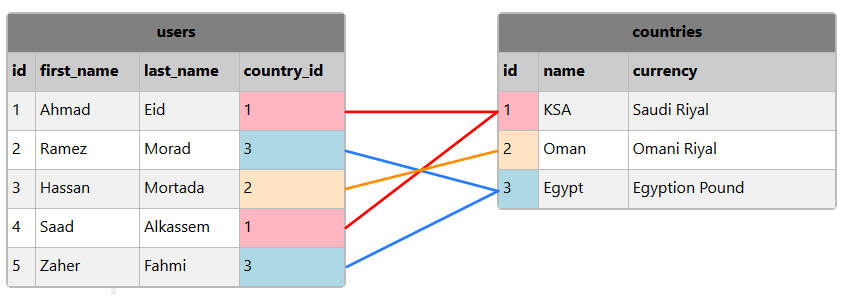 users
id first_name last_name country_id
1 Ahmad Eid 1
2 Ramez Morad 3
3 Hassan Mortada 2
4 Saad Alkassem 1
5 Zaher Fahmi 3
countries
id name currency
1 KSA Saudi Riyal
2 Oman Omani Riyal
3 Egypt Egyption Pound